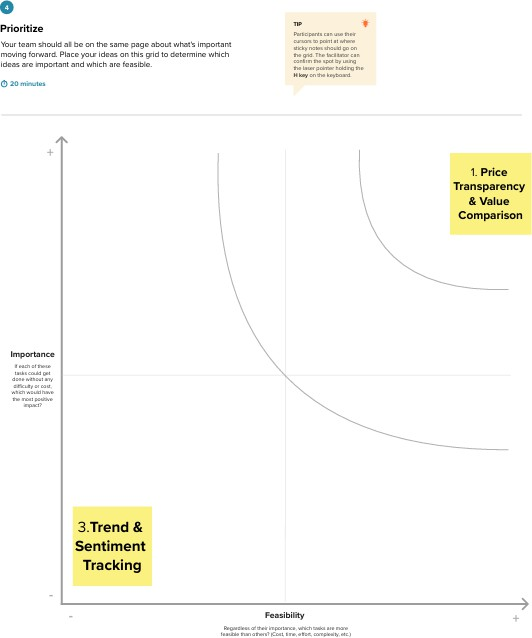 4
Prioritize
Your team should all be on the same page about what's important
moving forward. Place your ideas on this grid to determine which
ideas are important and which are feasible.
20 minutes
TIP
Participants can use their
cursors to point at where
sticky notes should go on
the grid. The facilitator can
confirm the spot by using
the laser pointer holding the
H key on the keyboard.
+
1. Price
Transparency
& Value
Comparison
Importance
If each of these
tasks could get
done without any
difficulty or cost,
which would have
the most positive
impact?
3.Trend &
Sentiment
Tracking
-
-
Feasibility
+
Regardless of their importance, which tasks are more
feasible than others? (Cost, time, effort, complexity, etc.)